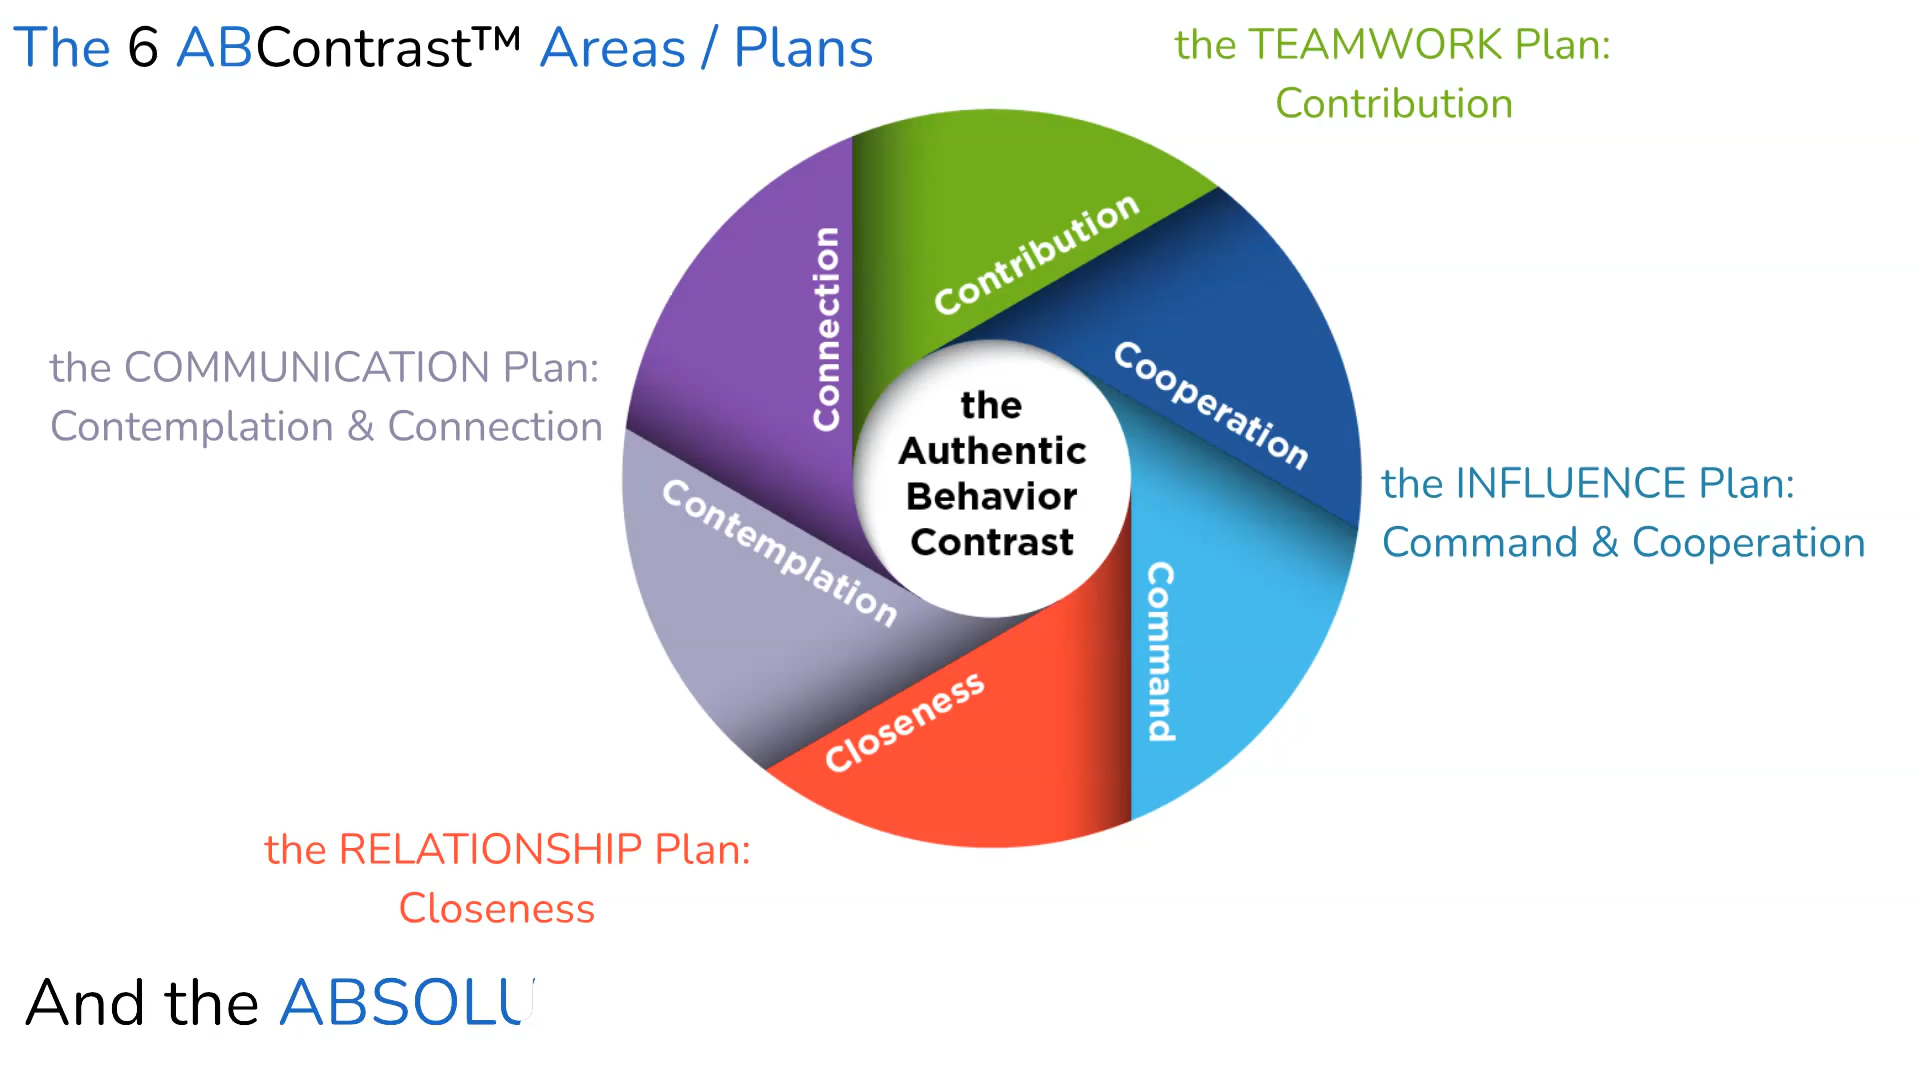 The 6 ABContrast™ Areas / Plans
the TEAMWORK Plan:
Contribution
Connection
Contribution
Cooperation
the COMMUNICATION Plan:
Contemplation & Connection
the
Authentic
Behavior
Contrast
the INFLUENCE Plan:
Command & Cooperation
Contemplation
Command
Closeness
the RELATIONSHIP Plan:
Closeness
And the